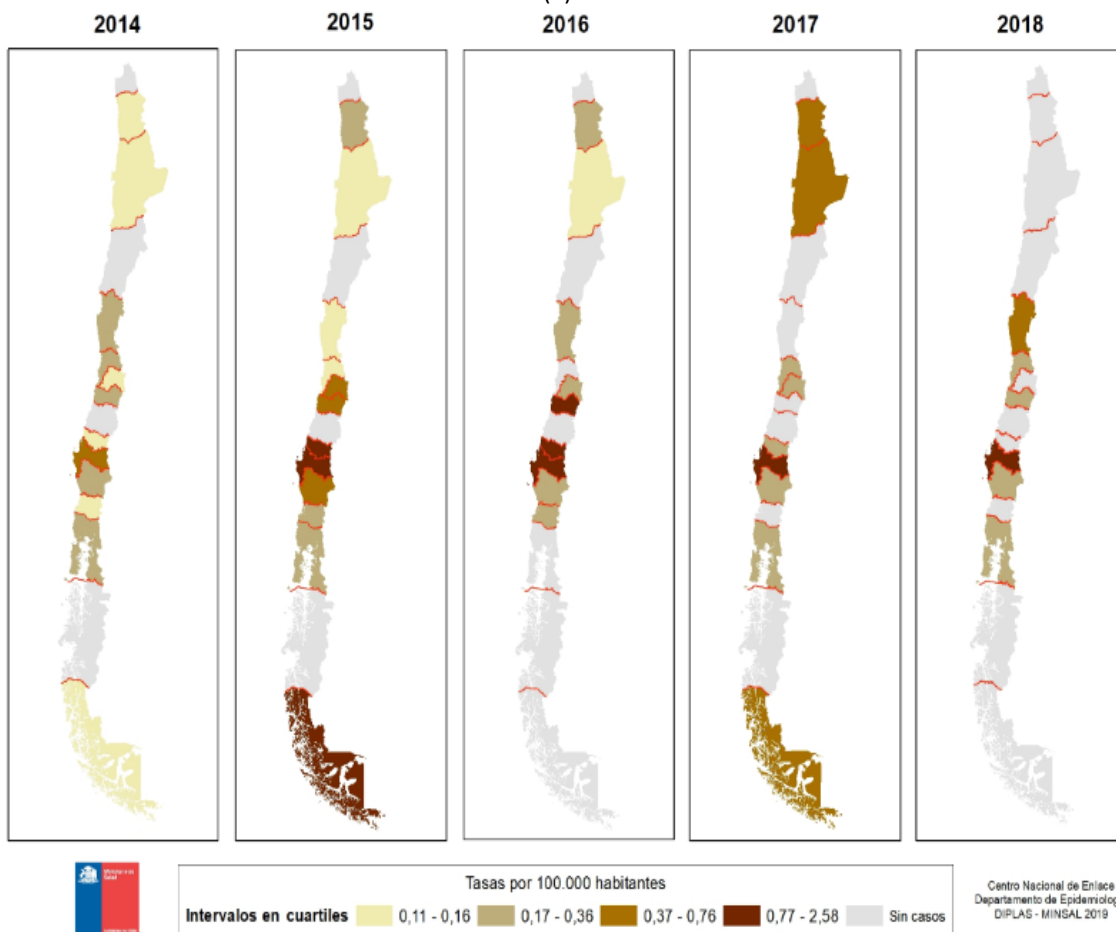 2014 2015 2016 2017 2018
Tasas por 100.000 habitantes
Intervalos en cuartiles 0,11 - 0,16 0,17 - 0,36 0,37 - 0,76 0,77 - 2,58 Sin casos
Centro Nacional de Enlace
Departamento de
DIPLAS - MINSAL 2019